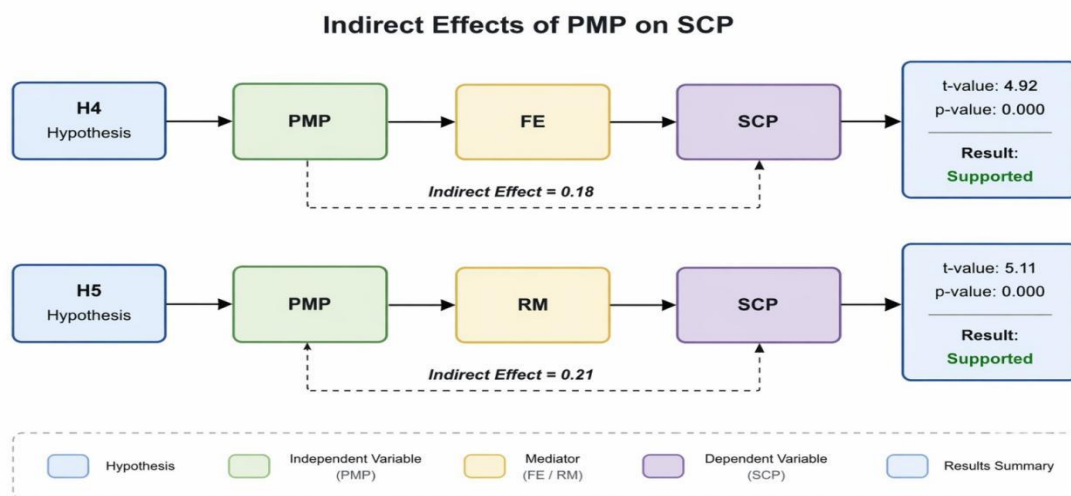 Indirect Effects of PMP on SCP
H4
Hypothesis
PMP
FE
SCP
t-value: 4.92
p-value: 0.000
Result:
Supported
Indirect Effect = 0.18
H5
Hypothesis
PMP
RM
SCP
t-value: 5.11
p-value: 0.000
Result:
Supported
Indirect Effect = 0.21
Hypothesis
Independent Variable
(PMP)
Mediator
(FE / RM)
Dependent Variable
(SCP)
Results Summary